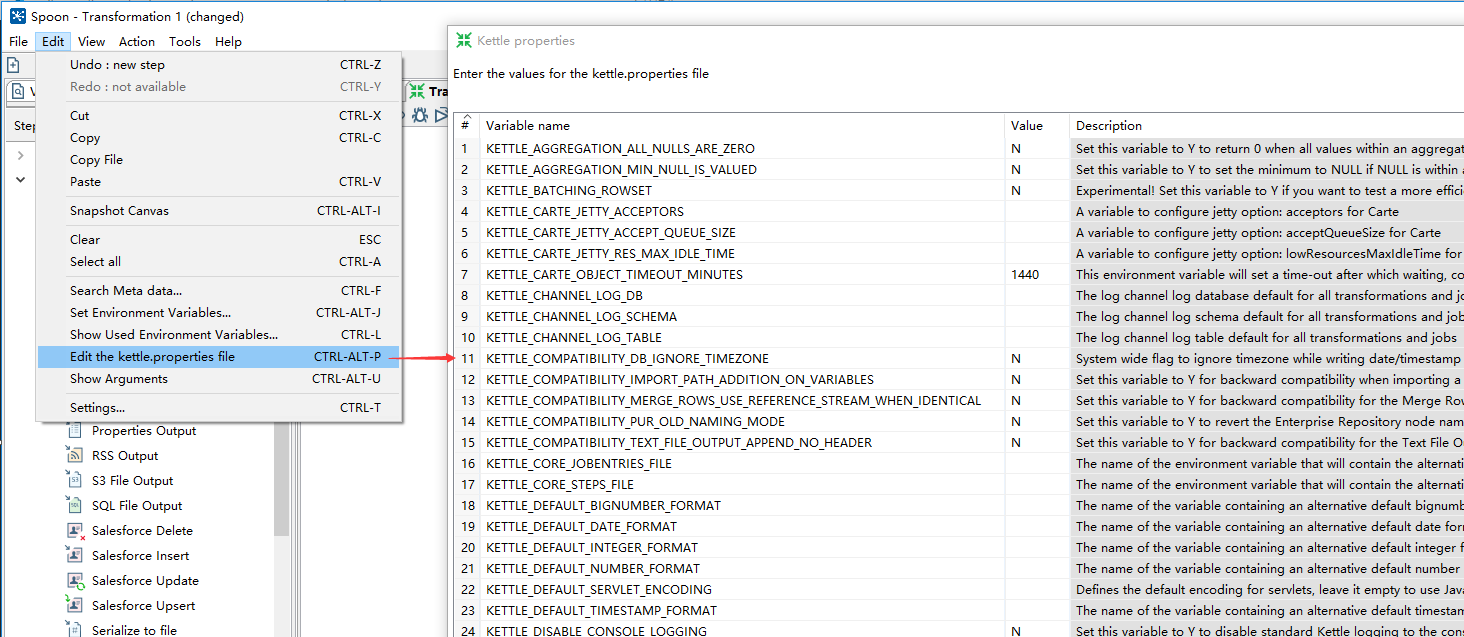 Spoon - Transformation 1 (changed)
File Edit View Action Tools Help
Undo : new step CTRL-Z
Redo : not available CTRL-Y
Cut CTRL-X
Copy CTRL-C
Copy File
Paste CTRL-V
Snapshot Canvas CTRL-ALT-I
Clear ESC
Select all CTRL-A
Search Meta data... CTRL-F
Set Environment Variables... CTRL-ALT-J
Show Used Environment Variables... CTRL-L
Edit the kettle.properties file CTRL-ALT-P
Show Arguments CTRL-ALT-U
Settings... CTRL-T
Properties Output
RSS Output
S3 File Output
SQL File Output
Salesforce Delete
Salesforce Insert
Salesforce Update
Salesforce Upsert
Serialize to file
V
Step
Tra
Kettle properties
Enter the values for the kettle.properties file
# Variable name Value Description
1 KETTLE_AGGREGATION_ALL_NULLS_ARE_ZERO N Set this variable to Y to return 0 when all values within an aggregat
2 KETTLE_AGGREGATION_MIN_NULL_IS_VALUED N Set this variable to Y to set the minimum to NULL if NULL is within a
3 KETTLE_BATCHING_ROWSET N Experimental! Set this variable to Y if you want to test a more effici
4 KETTLE_CARTE_JETTY_ACCEPTORS A variable to configure jetty option: acceptors for Carte
5 KETTLE_CARTE_JETTY_ACCEPT_QUEUE_SIZE A variable to configure jetty option: acceptQueueSize for Carte
6 KETTLE_CARTE_JETTY_RES_MAX_IDLE_TIME A variable to configure jetty option: lowResourcesMaxIdleTime for
7 KETTLE_CARTE_OBJECT_TIMEOUT_MINUTES 1440 This environment variable will set a time-out after which waiting, co
8 KETTLE_CHANNEL_LOG_DB The log channel log database default for all transformations and jo
9 KETTLE_CHANNEL_LOG_SCHEMA The log channel log schema default for all transformations and job
10 KETTLE_CHANNEL_LOG_TABLE The log channel log table default for all transformations and jobs
11 KETTLE_COMPATIBILITY_DB_IGNORE_TIMEZONE N System wide flag to ignore timezone while writing date/timestamp
12 KETTLE_COMPATIBILITY_IMPORT_PATH_ADDITION_ON_VARIABLES N Set this variable to Y for backward compatibility when importing a
13 KETTLE_COMPATIBILITY_MERGE_ROWS_USE_REFERENCE_STREAM_WHEN_IDENTICAL N Set this variable to Y for backward compatibility for the Merge Row
14 KETTLE_COMPATIBILITY_PUR_OLD_NAMING_MODE N Set this variable to Y to revert the Enterprise Repository node nam
15 KETTLE_COMPATIBILITY_TEXT_FILE_OUTPUT_APPEND_NO_HEADER N Set this variable to Y for backward compatibility for the Text File O
16 KETTLE_CORE_JOBENTRIES_FILE The name of the environment variable that will contain the alternati
17 KETTLE_CORE_STEPS_FILE The name of the environment variable that will contain the alternati
18 KETTLE_DEFAULT_BIGNUMBER_FORMAT The name of the variable containing an alternative default bignumb
19 KETTLE_DEFAULT_DATE_FORMAT The name of the variable containing an alternative default date forn
20 KETTLE_DEFAULT_INTEGER_FORMAT The name of the variable containing an alternative default integer f
21 KETTLE_DEFAULT_NUMBER_FORMAT The name of the variable containing an alternative default number
22 KETTLE_DEFAULT_SERVLET_ENCODING Defines the default encoding for servlets, leave it empty to use Java
23 KETTLE_DEFAULT_TIMESTAMP_FORMAT The name of the variable containing an alternative default timestam
24 KETTLE_DISABLE_CONSOLE_LOGGING N Set this variable to Y to disable standard Kettle logging to the cons